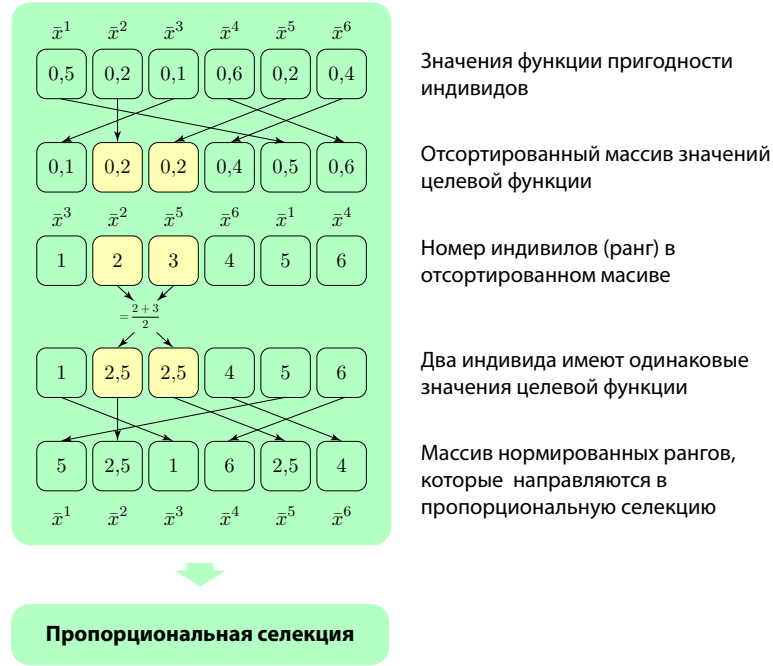 x̄¹ x̄² x̄³ x̄⁴ x̄⁵ x̄⁶
0,5 0,2 0,1 0,6 0,2 0,4
Значения функции пригодности
индивидов
0,1 0,2 0,2 0,4 0,5 0,6
Отсортированный массив значений
целевой функции
x̄³ x̄² x̄⁵ x̄⁶ x̄¹ x̄⁴
1 2 3 4 5 6
Номер индивилов (ранг) в
отсортированном масиве
= (2 + 3)/2
1 2,5 2,5 4 5 6
Два индивида имеют одинаковые
значения целевой функции
5 2,5 1 6 2,5 4
Массив нормированных рангов,
которые направляются в
пропорциональную селекцию
x̄¹ x̄² x̄³ x̄⁴ x̄⁵ x̄⁶
Пропорциональная селекция